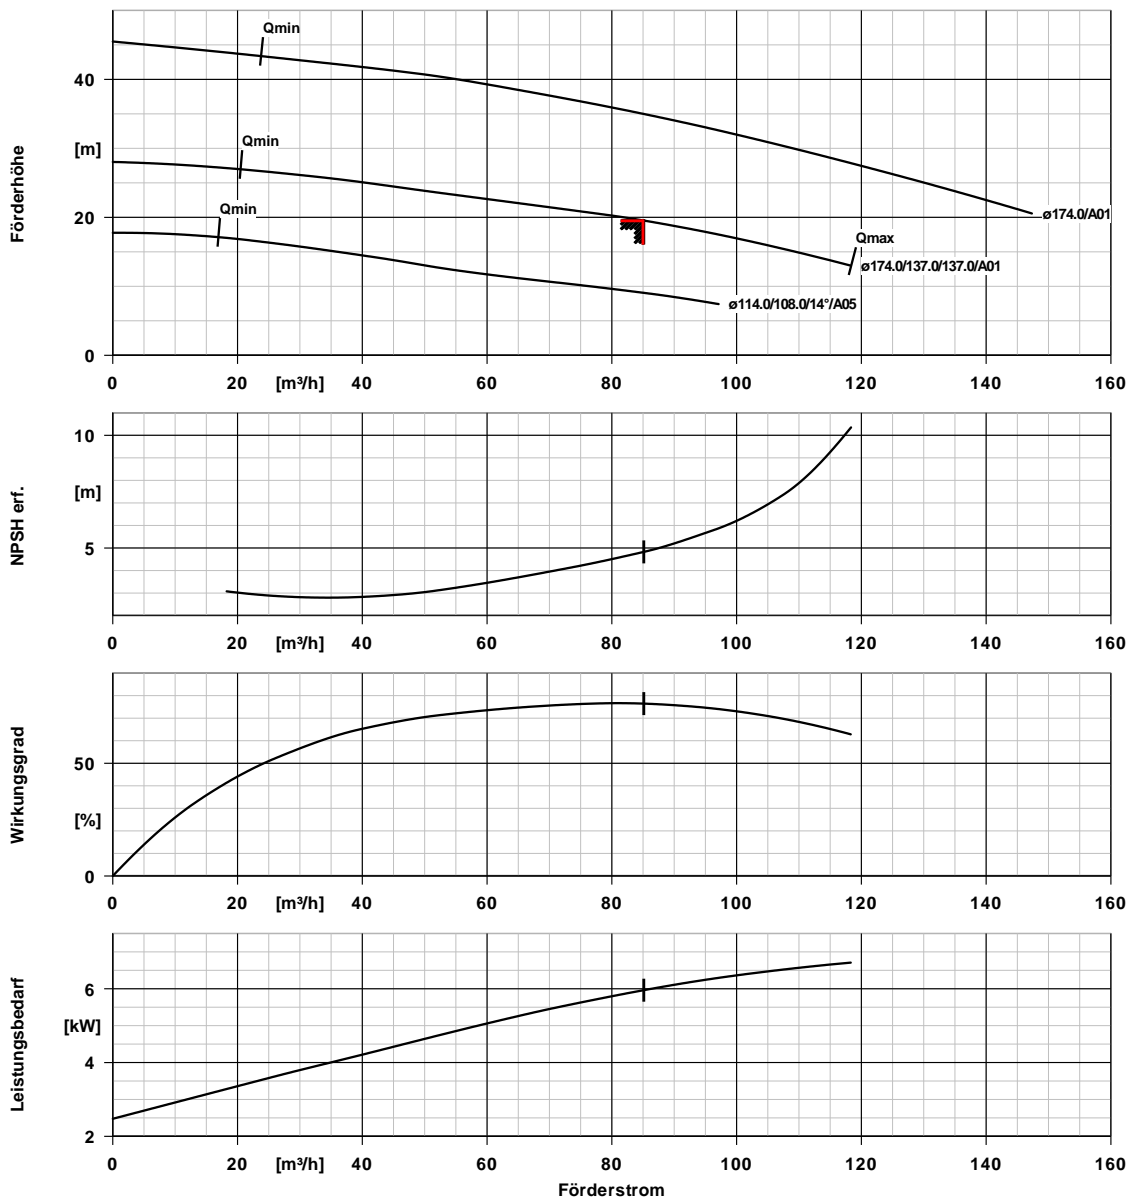 Qmin
40
Förderhöhe
[m]
Qmin
Qmin
20
ø174.0/A01
Qmax
ø174.0/137.0/137.0/A01
ø114.0/108.0/14°/A05
0
0 20 [m³/h] 40 60 80 100 120 140 160
10
NPSH erf.
[m]
5
0 20 [m³/h] 40 60 80 100 120 140 160
Wirkungsgrad
50
[%]
0
0 20 [m³/h] 40 60 80 100 120 140 160
Leistungsbedarf
6
[kW]
4
2
0 20 [m³/h] 40 60 80 100 120 140 160
Förderstrom